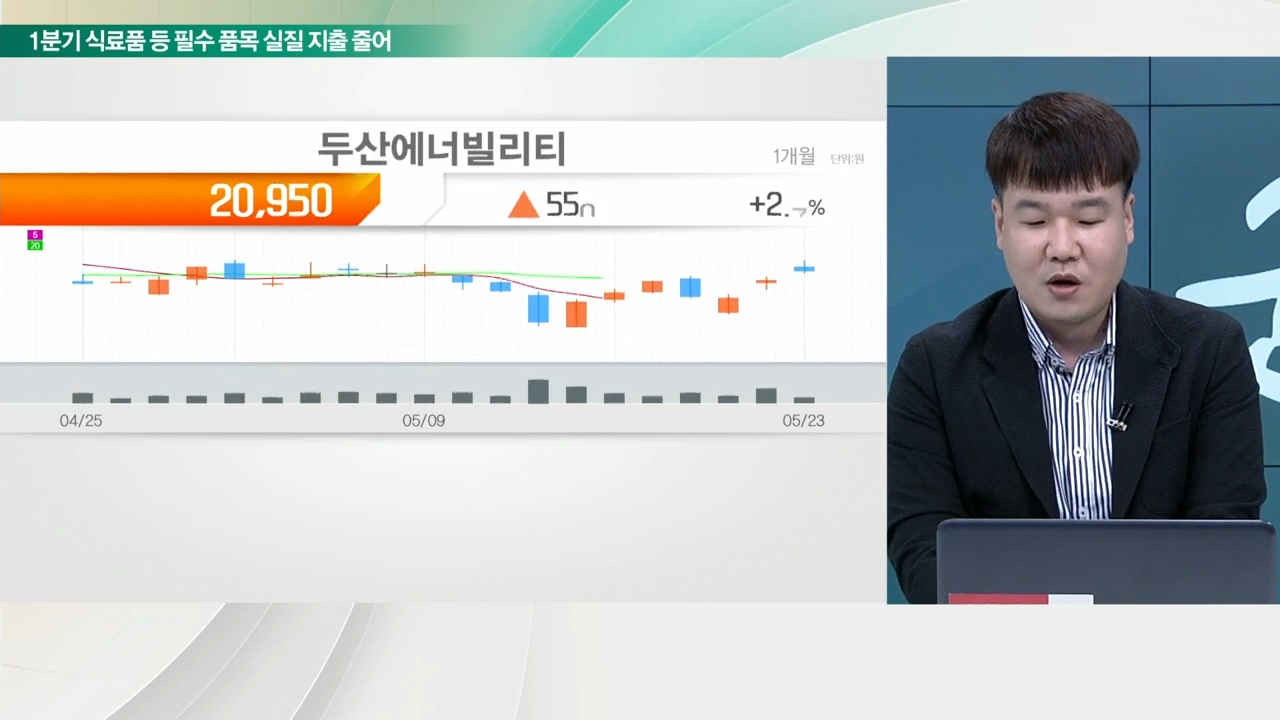 1분기 식료품 등 필수 품목 실질 지출 줄어
두산에너빌리티
1개월 단위:원
20,950
5
20
04/25 05/09 05/23